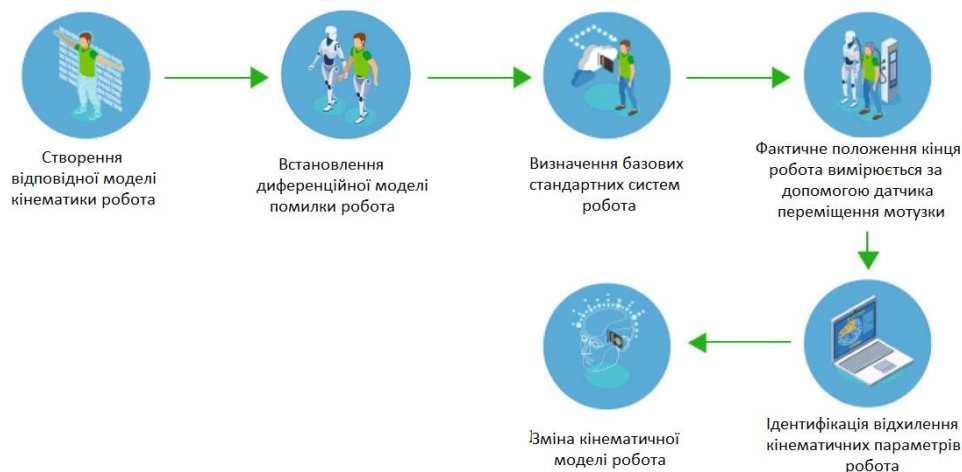 Створення
відповідної моделі
кінематики робота
Встановлення
диференційної моделі
помилки робота
Визначення базових
стандартних систем
робота
Фактичне положення кінця
робота вимірюється за
допомогою датчика
переміщення мотузки
Ідентифікація відхилення
кінематичних параметрів
робота
Зміна кінематичної
моделі робота